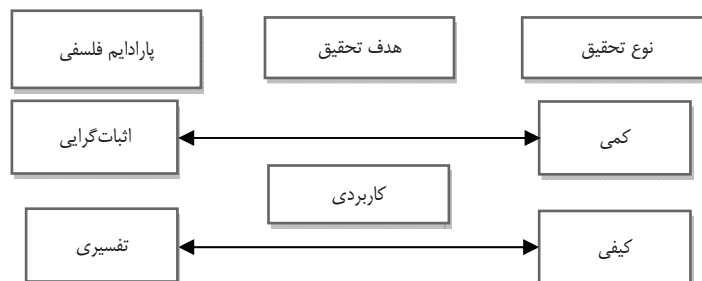 نوع تحقیق
هدف تحقیق
پارادایم فلسفی
کمی
اثبات‌گرایی
کاربردی
کیفی
تفسیری